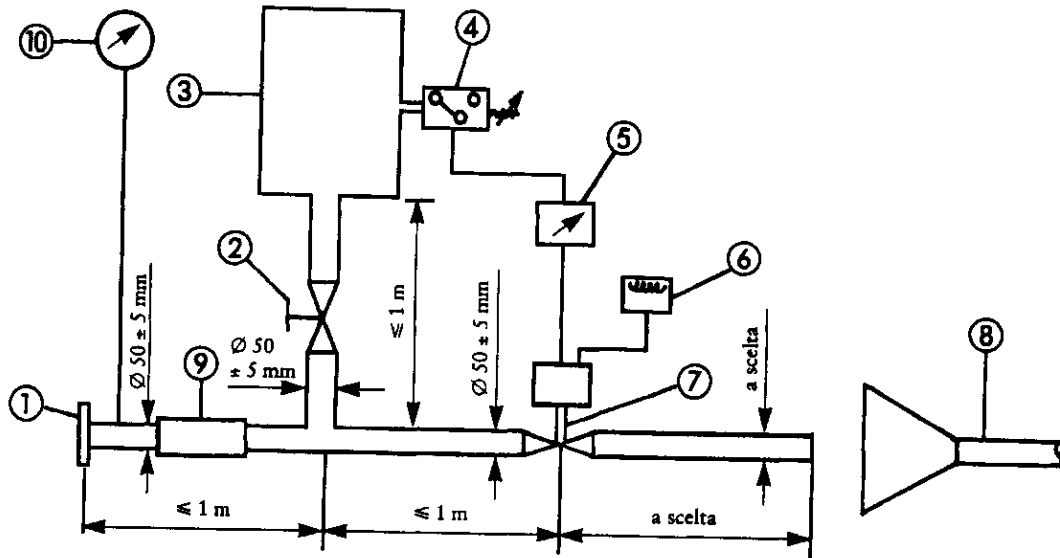 10
4
3
5
2
6
Ø 50 ± 5 mm
≤ 1 m
Ø 50 ± 5 mm
a scelta
8
Ø 50
± 5 mm
9
7
1
≤ 1 m
≤ 1 m
a scelta